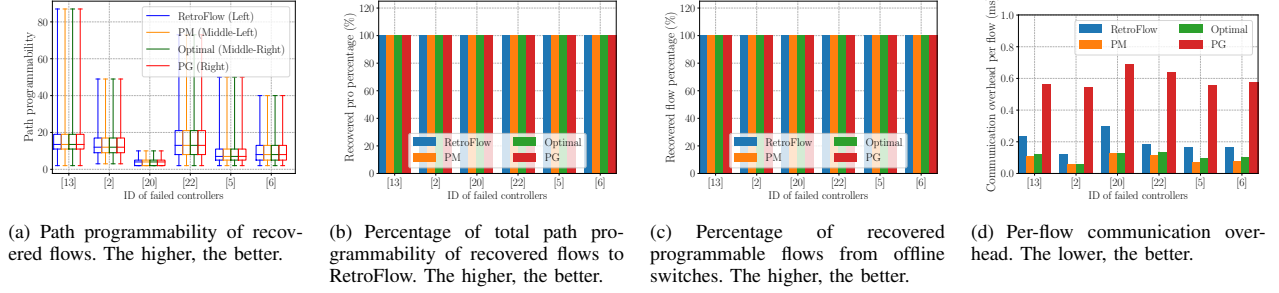 Path programmability
80
60
40
20
0
RetroFlow (Left)
PM (Middle-Left)
Optimal (Middle-Right)
PG (Right)
[13] [2] [20] [22] [5] [6]
ID of failed controllers
Recovered pro percentage (%)
120
100
80
60
40
20
0
RetroFlow Optimal
PM PG
[13] [2] [20] [22] [5] [6]
ID of failed controllers
Recovered flow percentage (%)
120
100
80
60
40
20
0
RetroFlow Optimal
PM PG
[13] [2] [20] [22] [5] [6]
ID of failed controllers
Communication overhead per flow (ms
1.0
0.8
0.6
0.4
0.2
0.0
RetroFlow Optimal
PM PG
[13] [2] [20] [22] [5] [6]
ID of failed controllers
(a) Path programmability of recov-
ered flows. The higher, the better.
(b) Percentage of total path pro-
grammability of recovered flows to
RetroFlow. The higher, the better.
(c) Percentage of recovered
programmable flows from offline
switches. The higher, the better.
(d) Per-flow communication over-
head. The lower, the better.